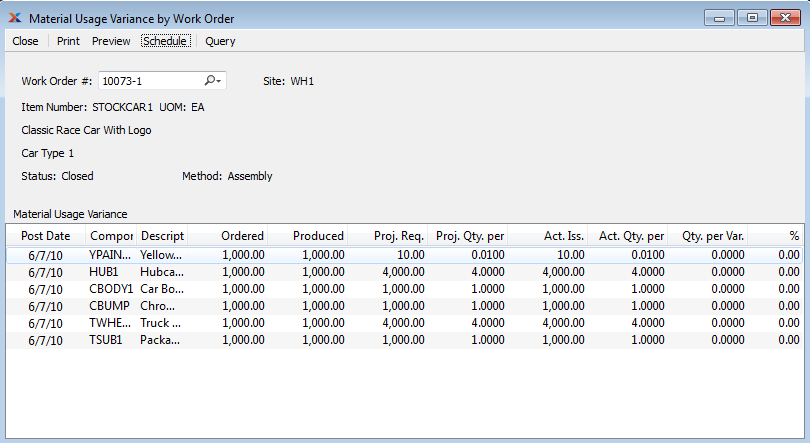 Material Usage Variance by Work Order
Close Print Preview Schedule Query
Work Order #: 10073-1 Site: WH1
Item Number: STOCKCAR1 UOM: EA
Classic Race Car With Logo
Car Type 1
Status: Closed Method: Assembly
Material Usage Variance
Post Date Compor Descript Ordered Produced Proj. Req. Proj. Qty. per Act. Iss. Act. Qty. per Qty. per Var. %
6/7/10 YPAIN... Yellow... 1,000.00 1,000.00 10.00 0.0100 10.00 0.0100 0.0000 0.00
6/7/10 HUB1 Hubca... 1,000.00 1,000.00 4,000.00 4.0000 4,000.00 4.0000 0.0000 0.00
6/7/10 CBODY1 Car Bo... 1,000.00 1,000.00 1,000.00 1.0000 1,000.00 1.0000 0.0000 0.00
6/7/10 CBUMP Chro... 1,000.00 1,000.00 1,000.00 1.0000 1,000.00 1.0000 0.0000 0.00
6/7/10 TWHE... Truck ... 1,000.00 1,000.00 4,000.00 4.0000 4,000.00 4.0000 0.0000 0.00
6/7/10 TSUB1 Packa... 1,000.00 1,000.00 1,000.00 1.0000 1,000.00 1.0000 0.0000 0.00